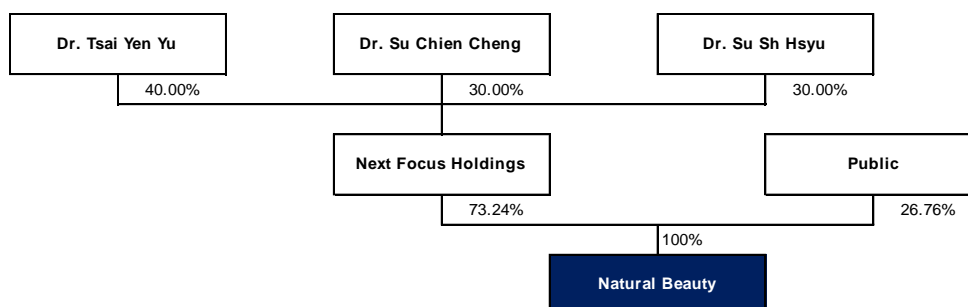 Dr. Tsai Yen Yu
Dr. Su Chien Cheng
Dr. Su Sh Hsyu
40.00%
30.00%
30.00%
Next Focus Holdings
Public
73.24%
26.76%
100%
Natural Beauty